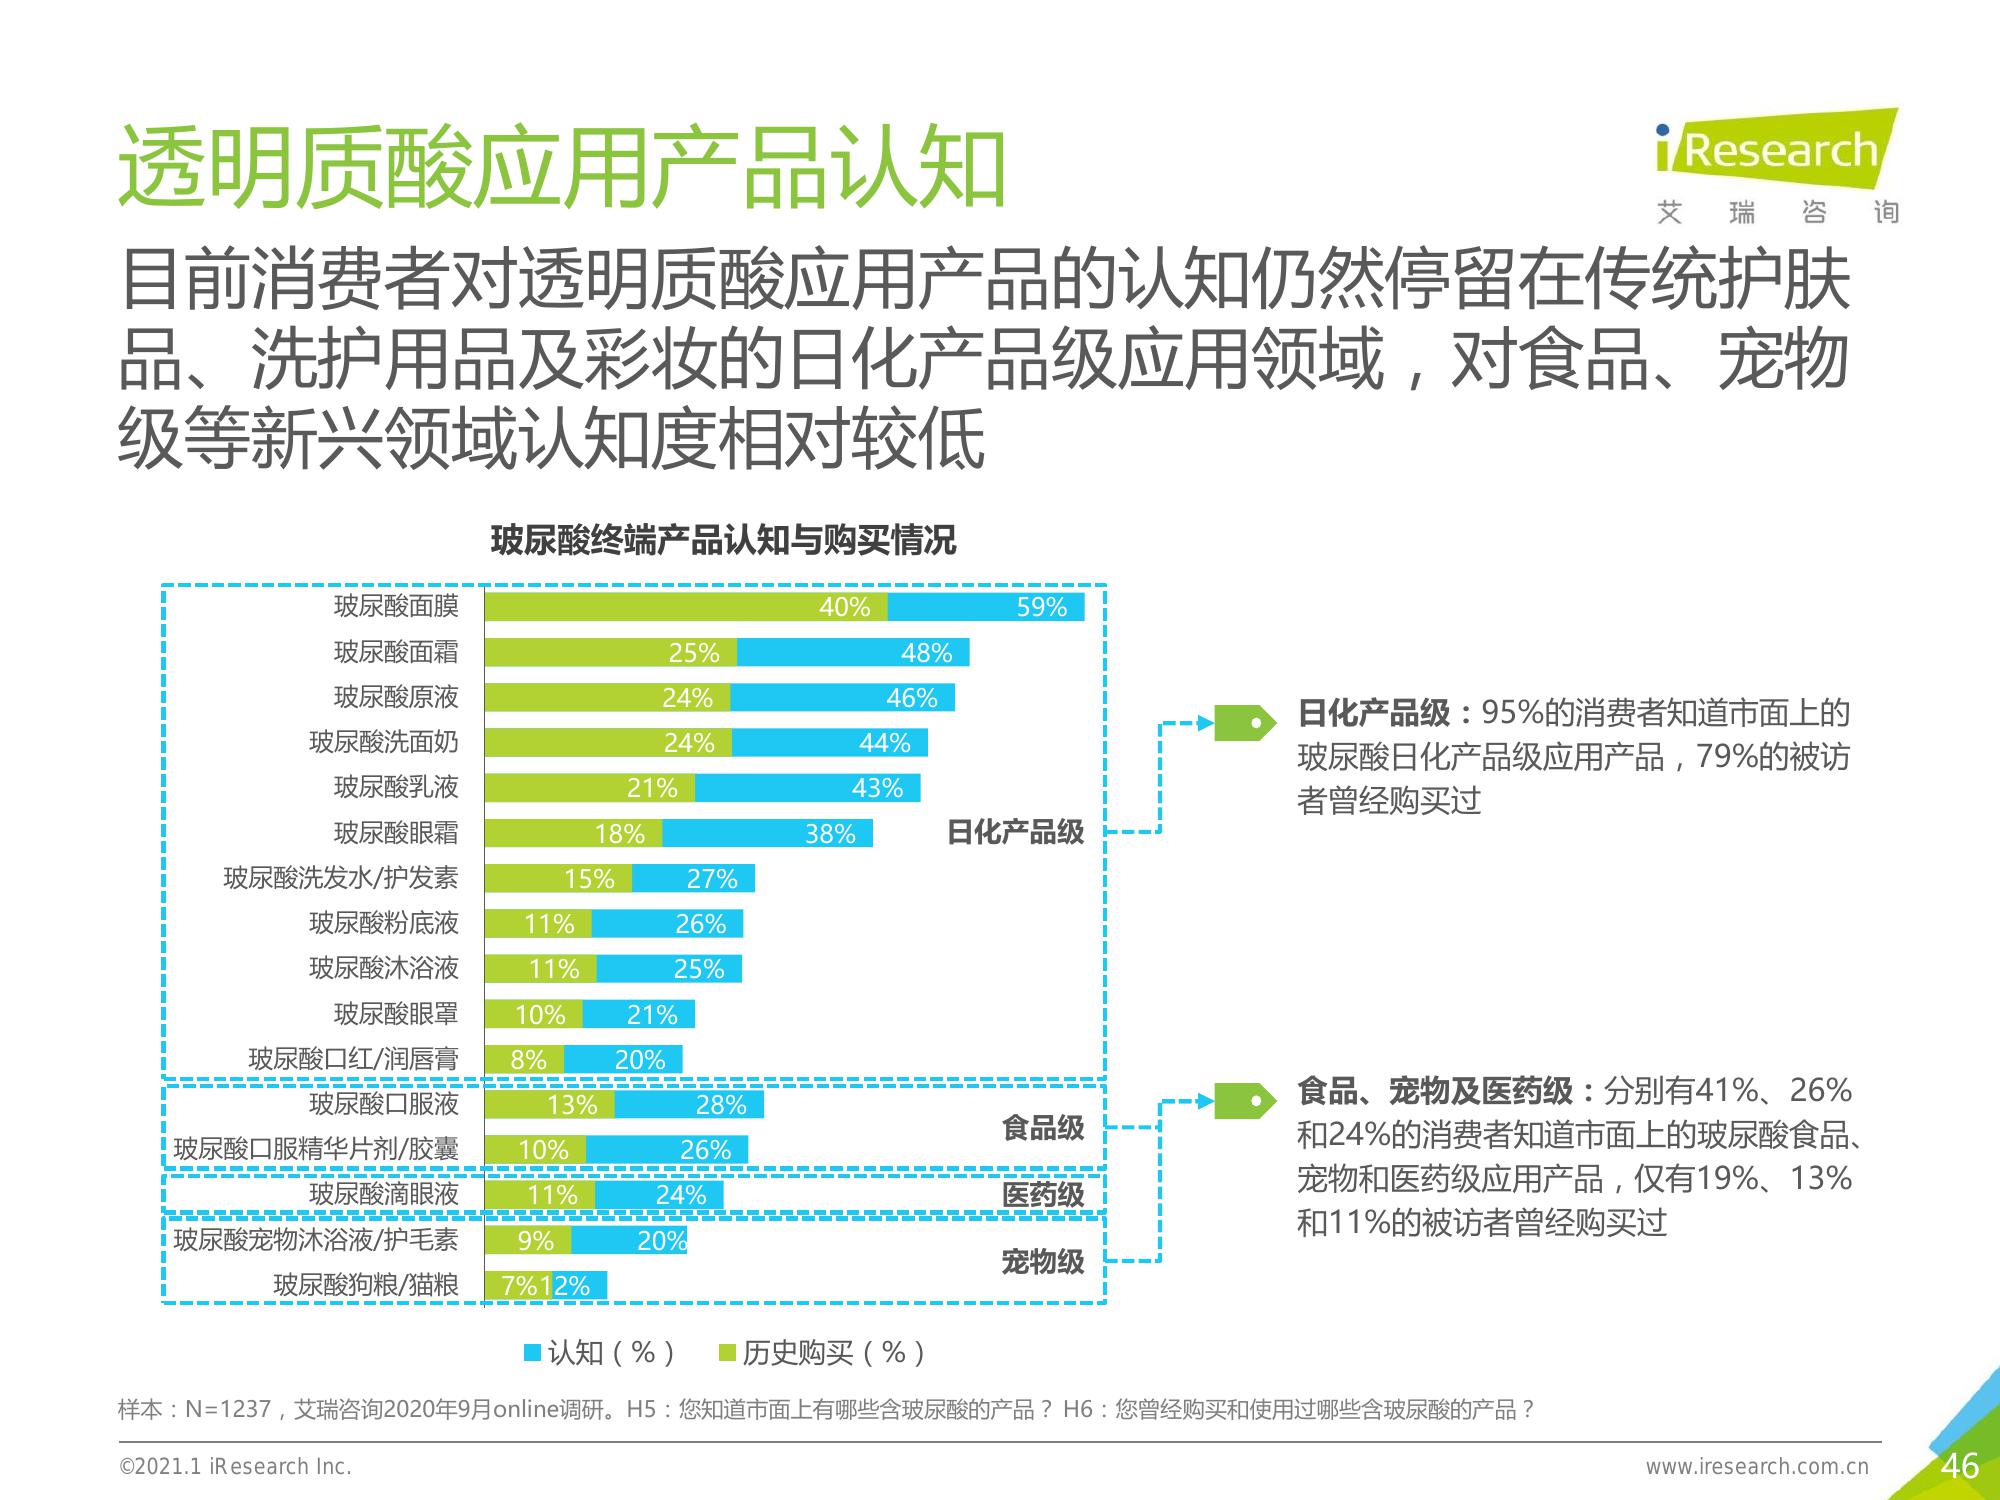 透明质酸应用产品认知
iResearch
艾瑞咨询
目前消费者对透明质酸应用产品的认知仍然停留在传统护肤
品、洗护用品及彩妆的日化产品级应用领域，对食品、宠物
级等新兴领域认知度相对较低
玻尿酸终端产品认知与购买情况
玻尿酸面膜 40% 59%
玻尿酸面霜 25% 48%
玻尿酸原液 24% 46%
玻尿酸洗面奶 24% 44%
玻尿酸乳液 21% 43%
玻尿酸眼霜 18% 38% 日化产品级
玻尿酸洗发水/护发素 15% 27%
玻尿酸粉底液 11% 26%
玻尿酸沐浴液 11% 25%
玻尿酸眼罩 10% 21%
玻尿酸口红/润唇膏 8% 20%
玻尿酸口服液 13% 28%
食品级
玻尿酸口服精华片剂/胶囊 10% 26%
玻尿酸滴眼液 11% 24% 医药级
玻尿酸宠物沐浴液/护毛素 9% 20%
宠物级
玻尿酸狗粮/猫粮 7% 12%
认知（%） 历史购买（%）
日化产品级：95%的消费者知道市面上的
玻尿酸日化产品级应用产品，79%的被访
者曾经购买过
食品、宠物及医药级：分别有41%、26%
和24%的消费者知道市面上的玻尿酸食品、
宠物和医药级应用产品，仅有19%、13%
和11%的被访者曾经购买过
样本：N=1237，艾瑞咨询2020年9月online调研。H5：您知道市面上有哪些含玻尿酸的产品？ H6：您曾经购买和使用过哪些含玻尿酸的产品？
©2021.1 iResearch Inc.
www.iresearch.com.cn
46